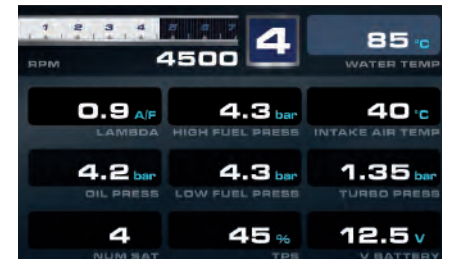 1 2 3 4 5 6 7
RPM 4500 4
85 °C
WATER TEMP
0.9 A/F 4.3 bar 40 °C
LAMBDA HIGH FUEL PRESS INTAKE AIR TEMP
4.2 bar 4.3 bar 1.35 bar
OIL PRESS LOW FUEL PRESS TURBO PRESS
4 45 % 12.5 V
NUM SAT TPS V BATTERY